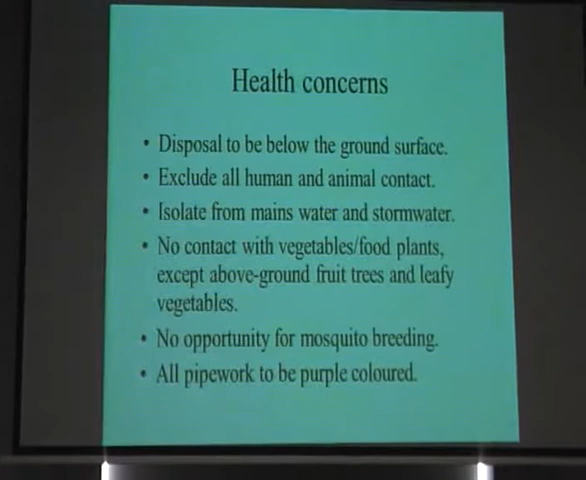 Health concerns
• Disposal to be below the ground surface.
• Exclude all human and animal contact.
• Isolate from mains water and stormwater.
• No contact with vegetables/food plants,
except above-ground fruit trees and leafy
vegetables.
• No opportunity for mosquito breeding.
• All pipework to be purple coloured.